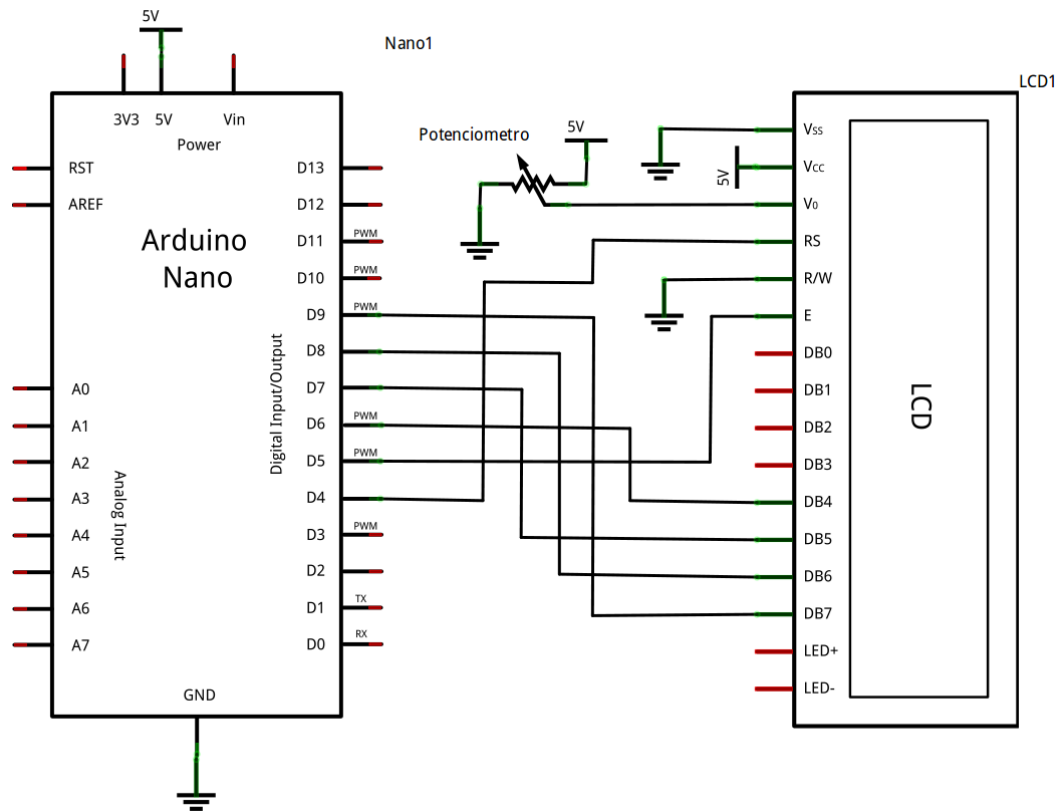 5V
Nano1
3V3
5V
Vin
Power
RST
AREF
Arduino
Nano
A0
A1
A2
A3
A4
A5
A6
A7
Analog Input
Digital Input/Output
D13
D12
D11
PWM
D10
PWM
D9
PWM
D8
D7
D6
PWM
D5
PWM
D4
D3
PWM
D2
D1
TX
D0
RX
GND
Potenciometro
5V
5V
LCD1
Vss
Vcc
V0
RS
R/W
E
DB0
DB1
DB2
DB3
DB4
DB5
DB6
DB7
LED+
LED-
LCD